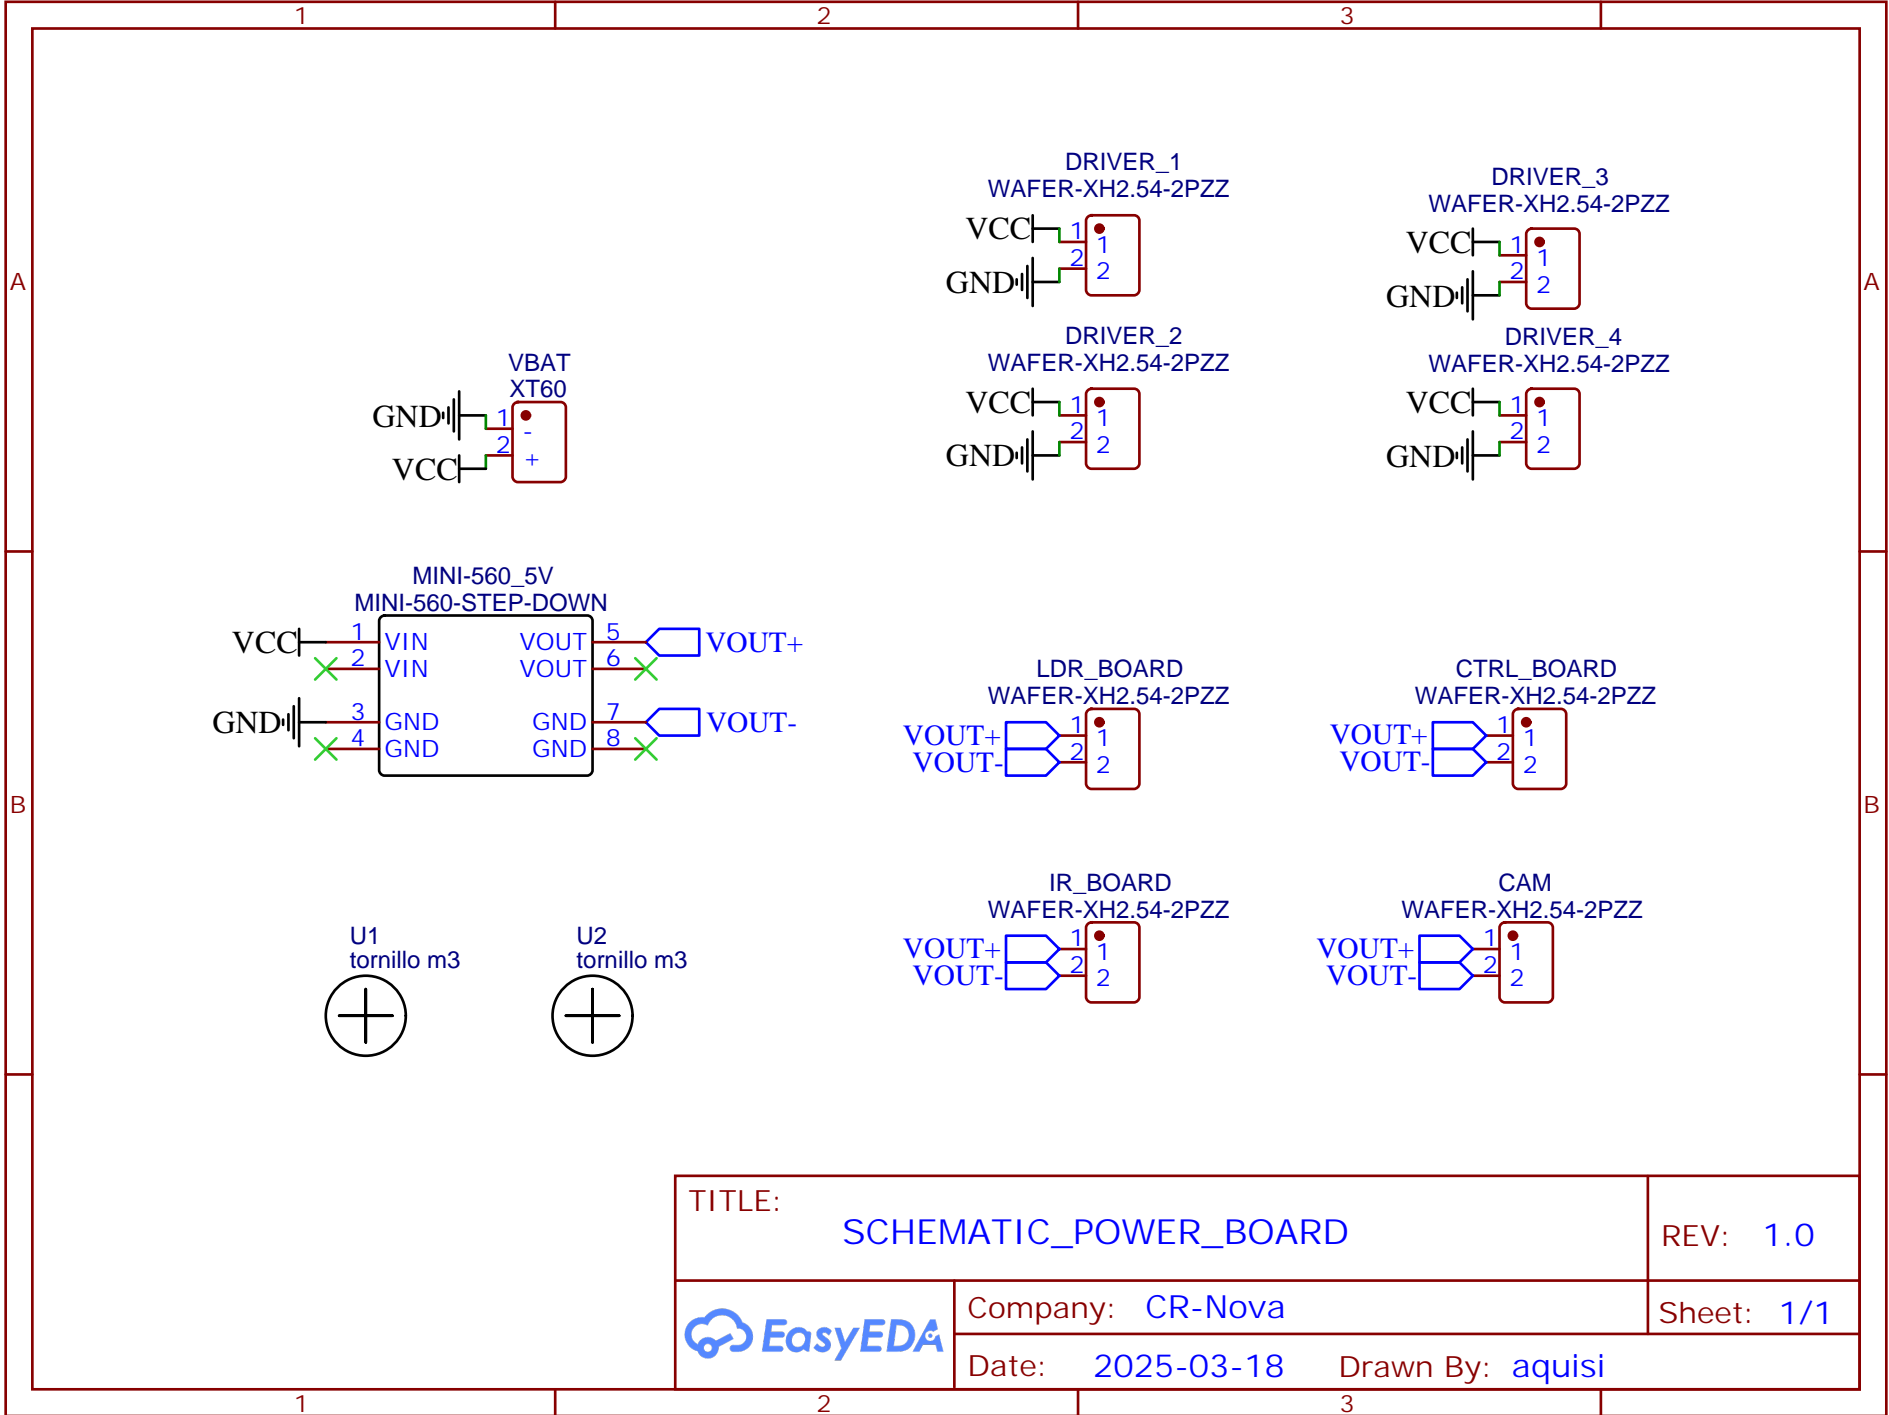 1 2 3
A A
B B
DRIVER_1
WAFER-XH2.54-2PZZ
VCC 1 1
GND 2 2
DRIVER_3
WAFER-XH2.54-2PZZ
VCC 1 1
GND 2 2
DRIVER_2
WAFER-XH2.54-2PZZ
VCC 1 1
GND 2 2
DRIVER_4
WAFER-XH2.54-2PZZ
VCC 1 1
GND 2 2
VBAT
XT60
GND 1 -
VCC 2 +
MINI-560_5V
MINI-560-STEP-DOWN
VCC 1 VIN VOUT 5 VOUT+
2 VIN VOUT 6
GND 3 GND GND 7 VOUT-
4 GND GND 8
LDR_BOARD
WAFER-XH2.54-2PZZ
VOUT+ 1 1
VOUT- 2 2
CTRL_BOARD
WAFER-XH2.54-2PZZ
VOUT+ 1 1
VOUT- 2 2
IR_BOARD
WAFER-XH2.54-2PZZ
VOUT+ 1 1
VOUT- 2 2
CAM
WAFER-XH2.54-2PZZ
VOUT+ 1 1
VOUT- 2 2
U1
tornillo m3
U2
tornillo m3
TITLE:
SCHEMATIC_POWER_BOARD
REV: 1.0
EasyEDA
Company: CR-Nova
Sheet: 1/1
Date: 2025-03-18 Drawn By: aquisi
1 2 3